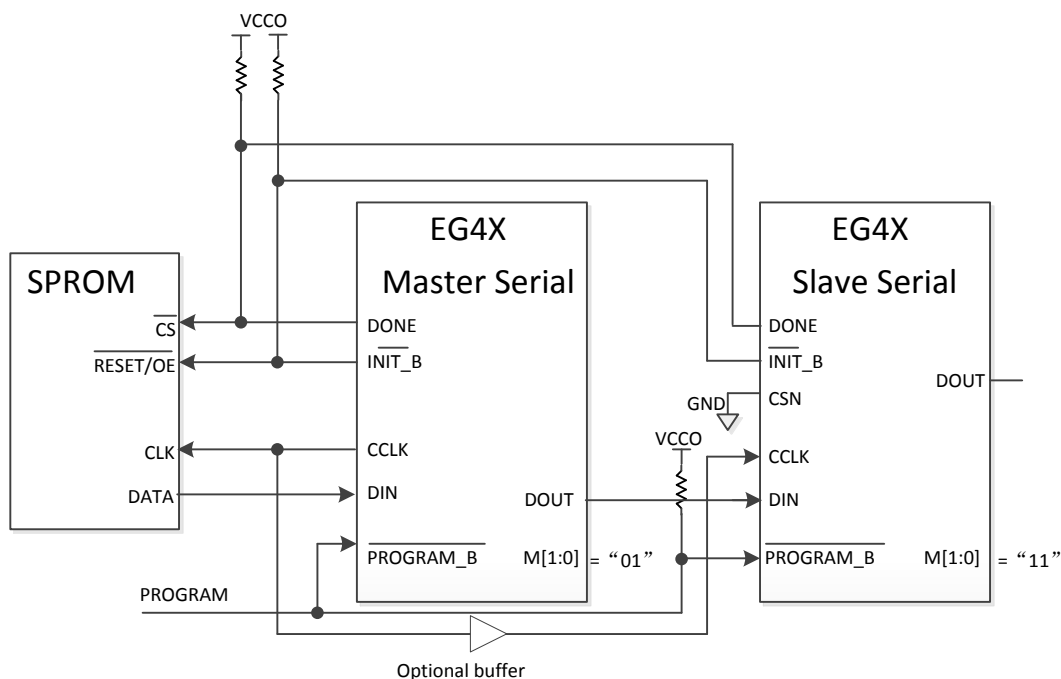 VCCO
SPROM
CS
RESET/OE
CLK
DATA
EG4X
Master Serial
DONE
INIT_B
CCLK
DIN
DOUT
PROGRAM_B
M[1:0] = “01”
EG4X
Slave Serial
DONE
INIT_B
CSN
GND
DOUT
VCCO
CCLK
DIN
PROGRAM_B
M[1:0] = “11”
PROGRAM
Optional buffer